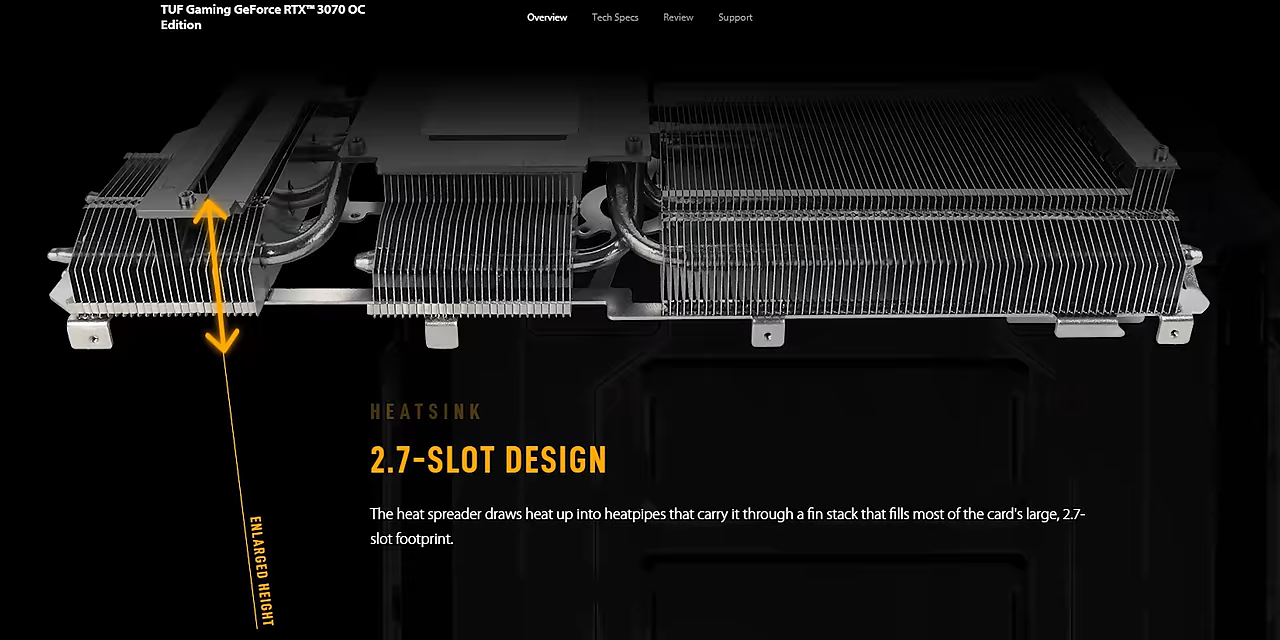 TUF Gaming GeForce RTX™ 3070 OC
Edition
Overview
Tech Specs
Review
Support
HEATSINK
2.7-SLOT DESIGN
The heat spreader draws heat up into heatpipes that carry it through a fin stack that fills most of the card's large, 2.7-
slot footprint.
ENLARGED HEIGHT